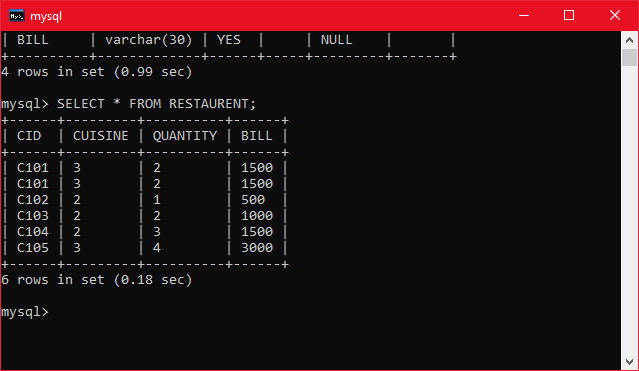 mysql
| BILL     | varchar(30) | YES  |     | NULL    |       |
+----------+-------------+------+-----+---------+-------+
4 rows in set (0.99 sec)
mysql> SELECT * FROM RESTAURENT;
+------+---------+----------+------+
| CID  | CUISINE | QUANTITY | BILL |
+------+---------+----------+------+
| C101 | 3       | 2        | 1500 |
| C101 | 3       | 2        | 1500 |
| C102 | 2       | 1        | 500  |
| C103 | 2       | 2        | 1000 |
| C104 | 2       | 3        | 1500 |
| C105 | 3       | 4        | 3000 |
+------+---------+----------+------+
6 rows in set (0.18 sec)
mysql>